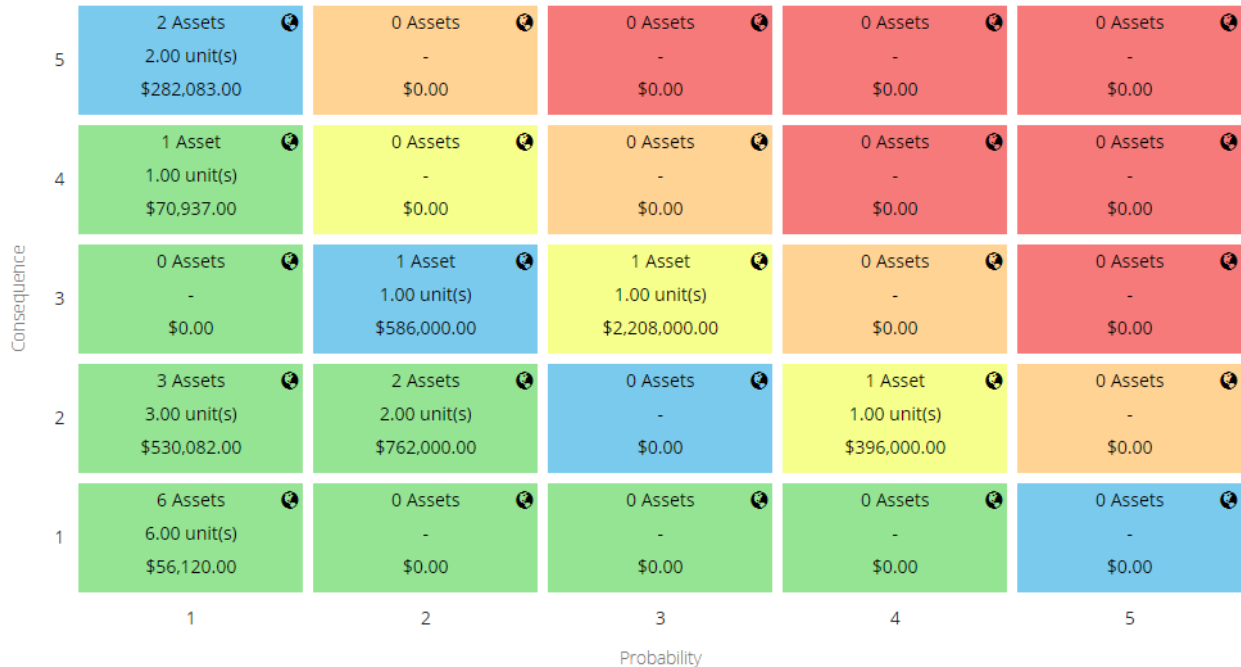 2 Assets 0 Assets 0 Assets 0 Assets 0 Assets
5 2.00 unit(s) - - - -
$282,083.00 $0.00 $0.00 $0.00 $0.00
1 Asset 0 Assets 0 Assets 0 Assets 0 Assets
4 1.00 unit(s) - - - -
$70,937.00 $0.00 $0.00 $0.00 $0.00
Consequence
0 Assets 1 Asset 1 Asset 0 Assets 0 Assets
3 - 1.00 unit(s) 1.00 unit(s) - -
$0.00 $586,000.00 $2,208,000.00 $0.00 $0.00
3 Assets 2 Assets 0 Assets 1 Asset 0 Assets
2 3.00 unit(s) 2.00 unit(s) - 1.00 unit(s) -
$530,082.00 $762,000.00 $0.00 $396,000.00 $0.00
6 Assets 0 Assets 0 Assets 0 Assets 0 Assets
1 6.00 unit(s) - - - -
$56,120.00 $0.00 $0.00 $0.00 $0.00
1 2 3 4 5
Probability